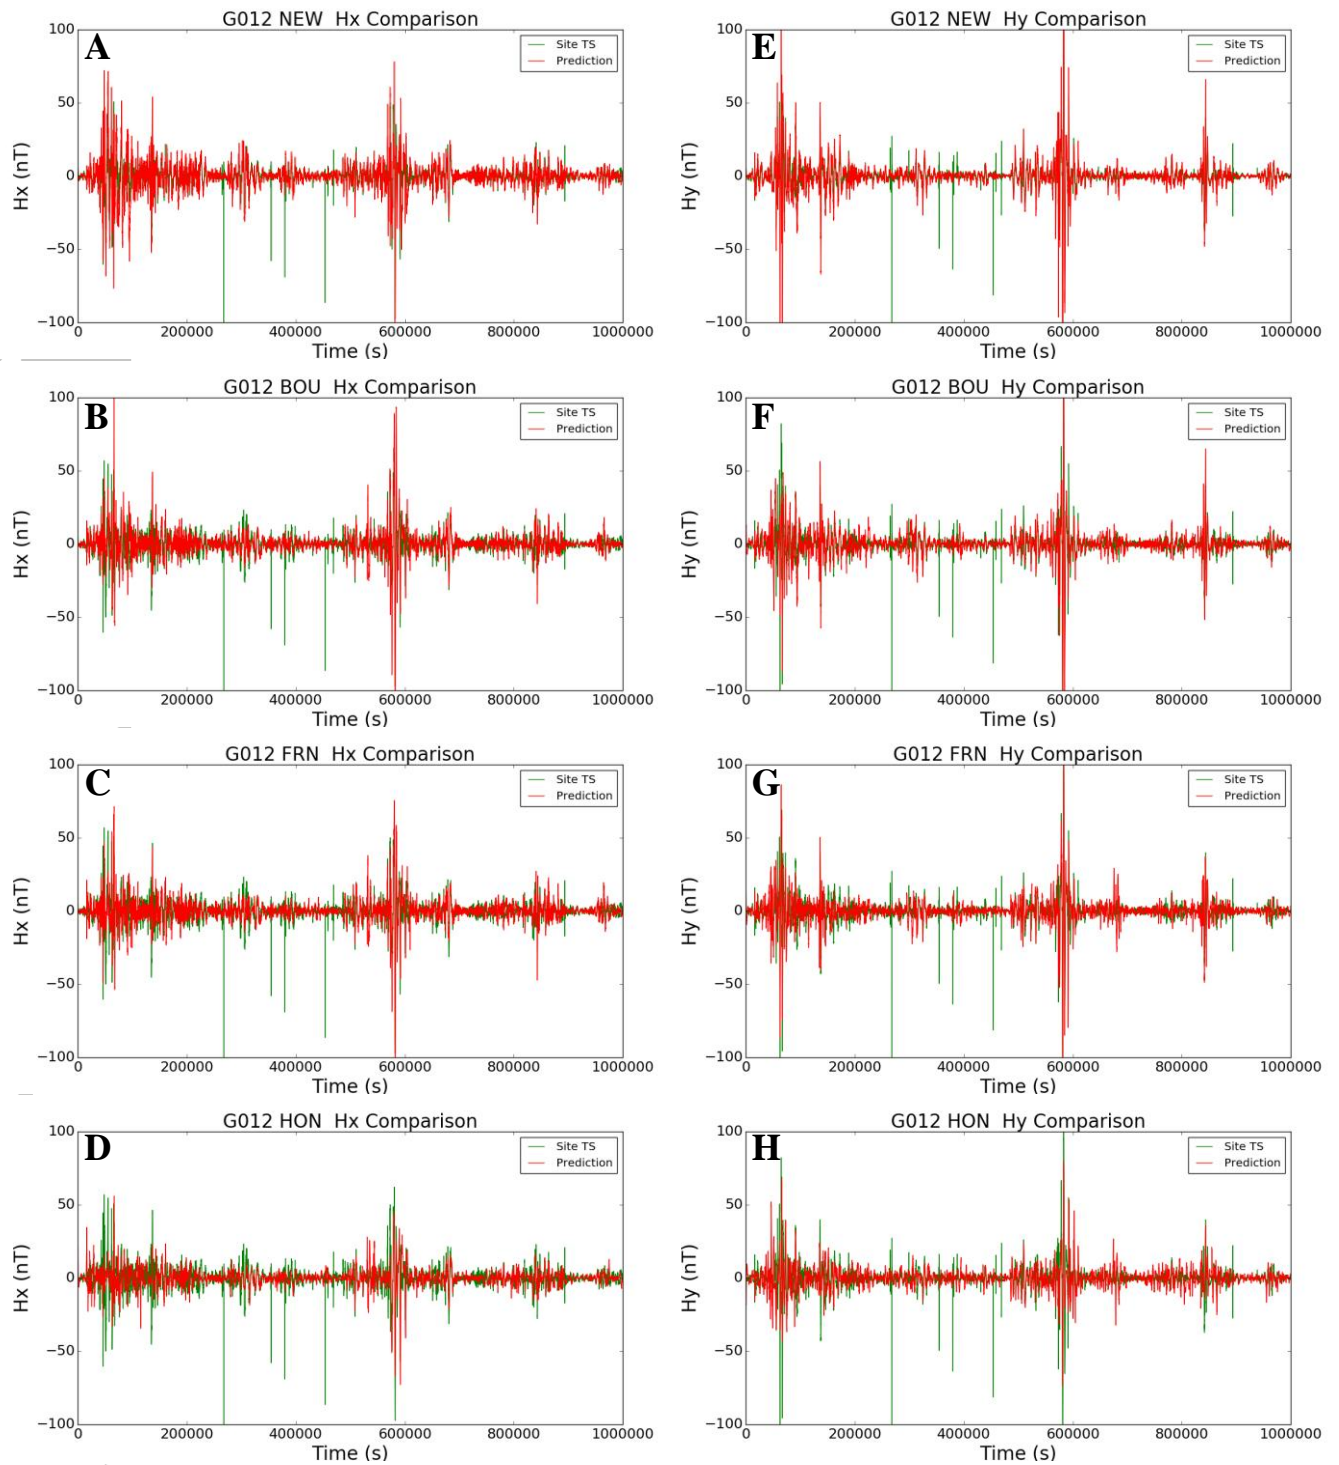 G012 NEW Hx Comparison
A
Site TS
Prediction
100
50
0
−50
−100
Hx (nT)
0 200000 400000 600000 800000 1000000
Time (s)
G012 NEW Hy Comparison
E
Site TS
Prediction
100
50
0
−50
−100
Hy (nT)
0 200000 400000 600000 800000 1000000
Time (s)
G012 BOU Hx Comparison
B
Site TS
Prediction
100
50
0
−50
−100
Hx (nT)
0 200000 400000 600000 800000 1000000
Time (s)
G012 BOU Hy Comparison
F
Site TS
Prediction
100
50
0
−50
−100
Hy (nT)
0 200000 400000 600000 800000 1000000
Time (s)
G012 FRN Hx Comparison
C
Site TS
Prediction
100
50
0
−50
−100
Hx (nT)
0 200000 400000 600000 800000 1000000
Time (s)
G012 FRN Hy Comparison
G
Site TS
Prediction
100
50
0
−50
−100
Hy (nT)
0 200000 400000 600000 800000 1000000
Time (s)
G012 HON Hx Comparison
D
Site TS
Prediction
100
50
0
−50
−100
Hx (nT)
0 200000 400000 600000 800000 1000000
Time (s)
G012 HON Hy Comparison
H
Site TS
Prediction
100
50
0
−50
−100
Hy (nT)
0 200000 400000 600000 800000 1000000
Time (s)